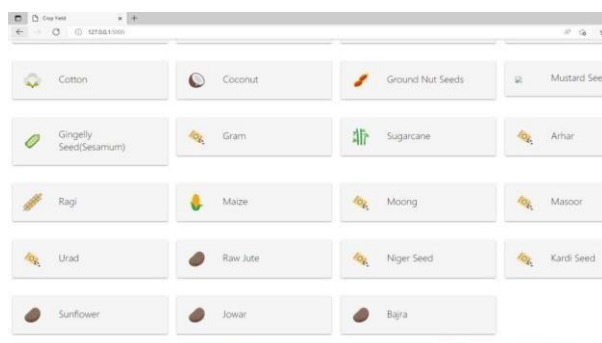 Crop Yield
127.0.0.1:5000
Cotton
Coconut
Ground Nut Seeds
Mustard See
Gingelly
Seed(Sesamum)
Gram
Sugarcane
Arhar
Ragi
Maize
Moong
Masoor
Urad
Raw Jute
Niger Seed
Kardi Seed
Sunflower
Jowar
Bajra